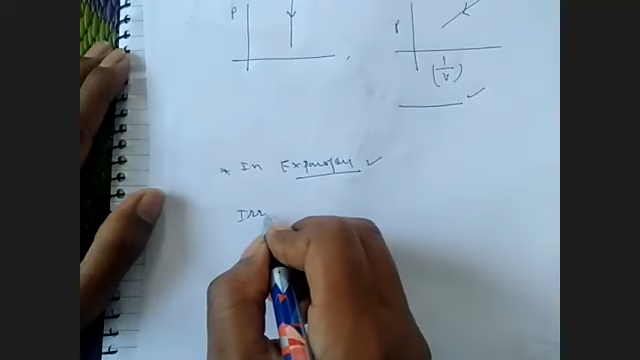 P
P
(1/V)
* In Expansion ✓
Irr